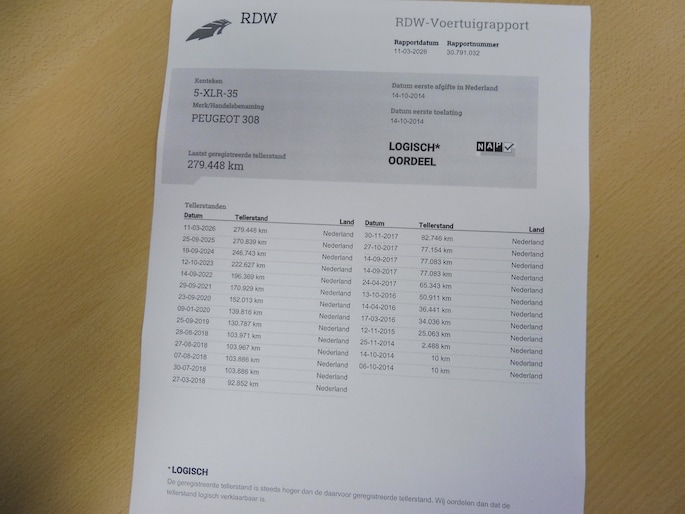 RDW
RDW-Voertuigrapport
Rapportdatum Rapportnummer
11-03-2026 30.791.032
Kenteken
5-XLR-35
Merk/Handelsbenaming
PEUGEOT 308
Datum eerste afgifte in Nederland
14-10-2014
Datum eerste toelating
14-10-2014
Laatst geregistreerde tellerstand
279.448 km
LOGISCH*
OORDEEL
NAP
Tellerstanden
Datum Tellerstand Land
11-03-2026 279.448 km Nederland
25-09-2025 270.839 km Nederland
19-09-2024 246.743 km Nederland
12-10-2023 222.627 km Nederland
14-09-2022 196.369 km Nederland
29-09-2021 170.929 km Nederland
23-09-2020 152.013 km Nederland
09-01-2020 139.816 km Nederland
25-09-2019 130.787 km Nederland
28-08-2018 103.971 km Nederland
27-08-2018 103.967 km Nederland
07-08-2018 103.886 km Nederland
30-07-2018 103.886 km Nederland
27-03-2018 92.852 km Nederland
Datum Tellerstand Land
30-11-2017 82.746 km Nederland
27-10-2017 77.154 km Nederland
14-09-2017 77.083 km Nederland
14-09-2017 77.083 km Nederland
24-04-2017 65.343 km Nederland
13-10-2016 50.911 km Nederland
14-04-2016 36.441 km Nederland
17-03-2016 34.036 km Nederland
12-11-2015 25.063 km Nederland
25-11-2014 2.488 km Nederland
14-10-2014 10 km Nederland
06-10-2014 10 km Nederland
* LOGISCH
De geregistreerde tellerstand is steeds hoger dan de daarvoor geregistreerde tellerstand. Wij oordelen dan dat de
tellerstand logisch verklaarbaar is.